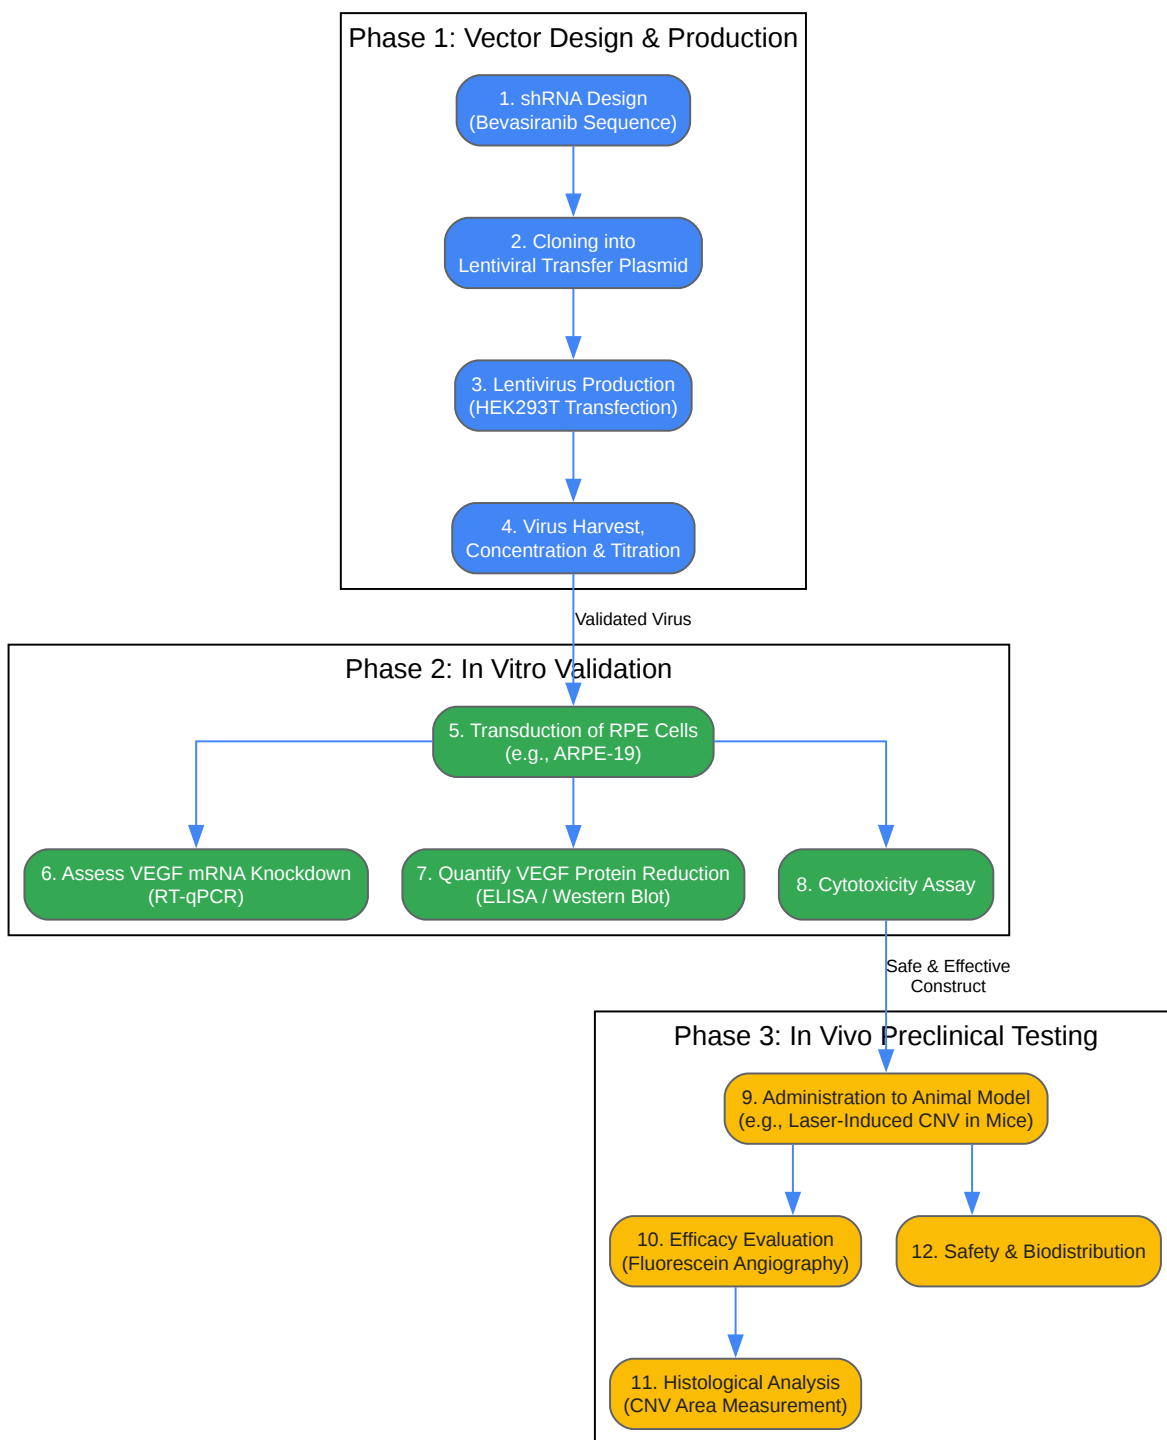 Phase 1: Vector Design & Production
1. shRNA Design
(Bevasiranib Sequence)
2. Cloning into
Lentiviral Transfer Plasmid
3. Lentivirus Production
(HEK293T Transfection)
4. Virus Harvest,
Concentration & Titration
Validated Virus
Phase 2: In Vitro Validation
5. Transduction of RPE Cells
(e.g., ARPE-19)
6. Assess VEGF mRNA Knockdown
(RT-qPCR)
7. Quantify VEGF Protein Reduction
(ELISA / Western Blot)
8. Cytotoxicity Assay
Safe & Effective
Construct
Phase 3: In Vivo Preclinical Testing
9. Administration to Animal Model
(e.g., Laser-Induced CNV in Mice)
10. Efficacy Evaluation
(Fluorescein Angiography)
12. Safety & Biodistribution
11. Histological Analysis
(CNV Area Measurement)